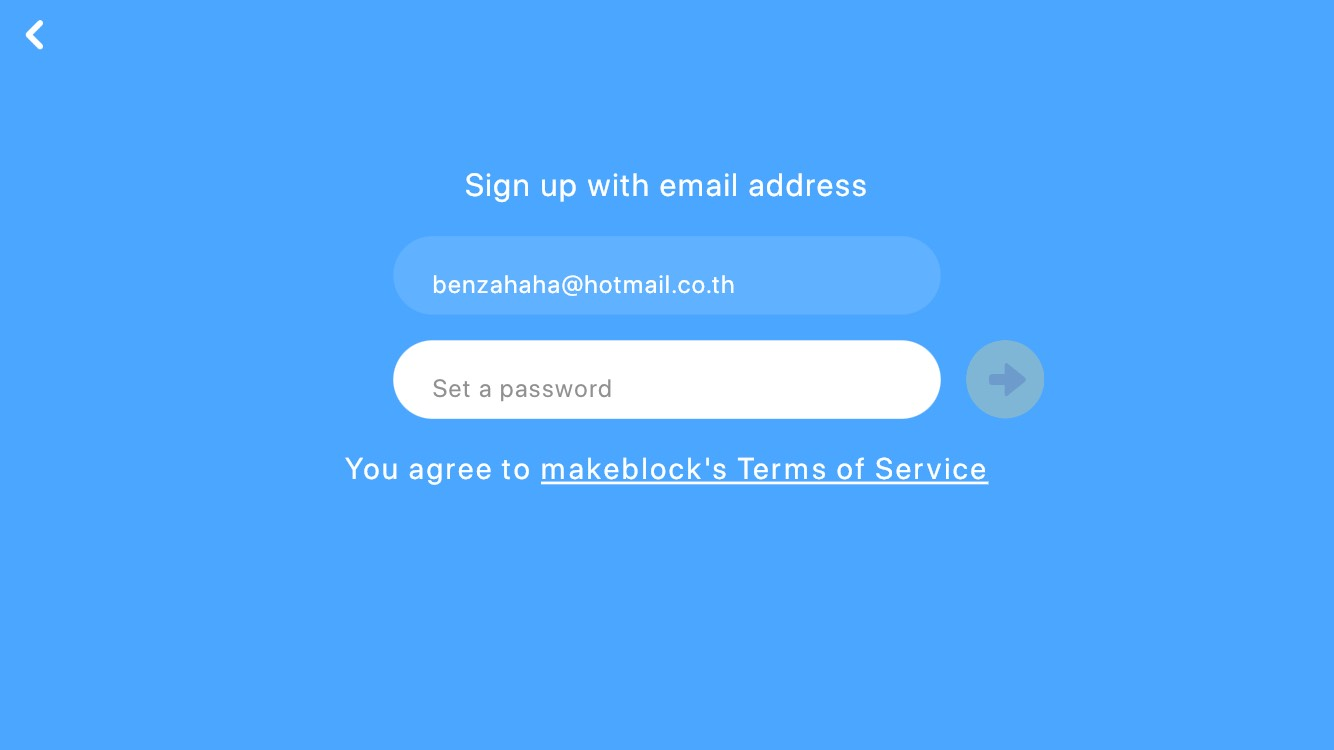 Sign up with email address
benzahaha@hotmail.co.th
Set a password
You agree to makeblock's Terms of Service